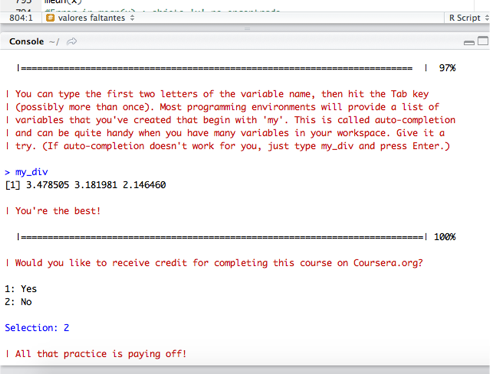 795 mean(x)
804:1 valores faltantes R Script
Console ~/
|====================================================================== | 97%
| You can type the first two letters of the variable name, then hit the Tab key
| (possibly more than once). Most programming environments will provide a list of
| variables that you've created that begin with 'my'. This is called auto-completion
| and can be quite handy when you have many variables in your workspace. Give it a
| try. (If auto-completion doesn't work for you, just type my_div and press Enter.)
> my_div
[1] 3.478505 3.181981 2.146460
| You're the best!
|========================================================================| 100%
| Would you like to receive credit for completing this course on Coursera.org?
1: Yes
2: No
Selection: 2
| All that practice is paying off!